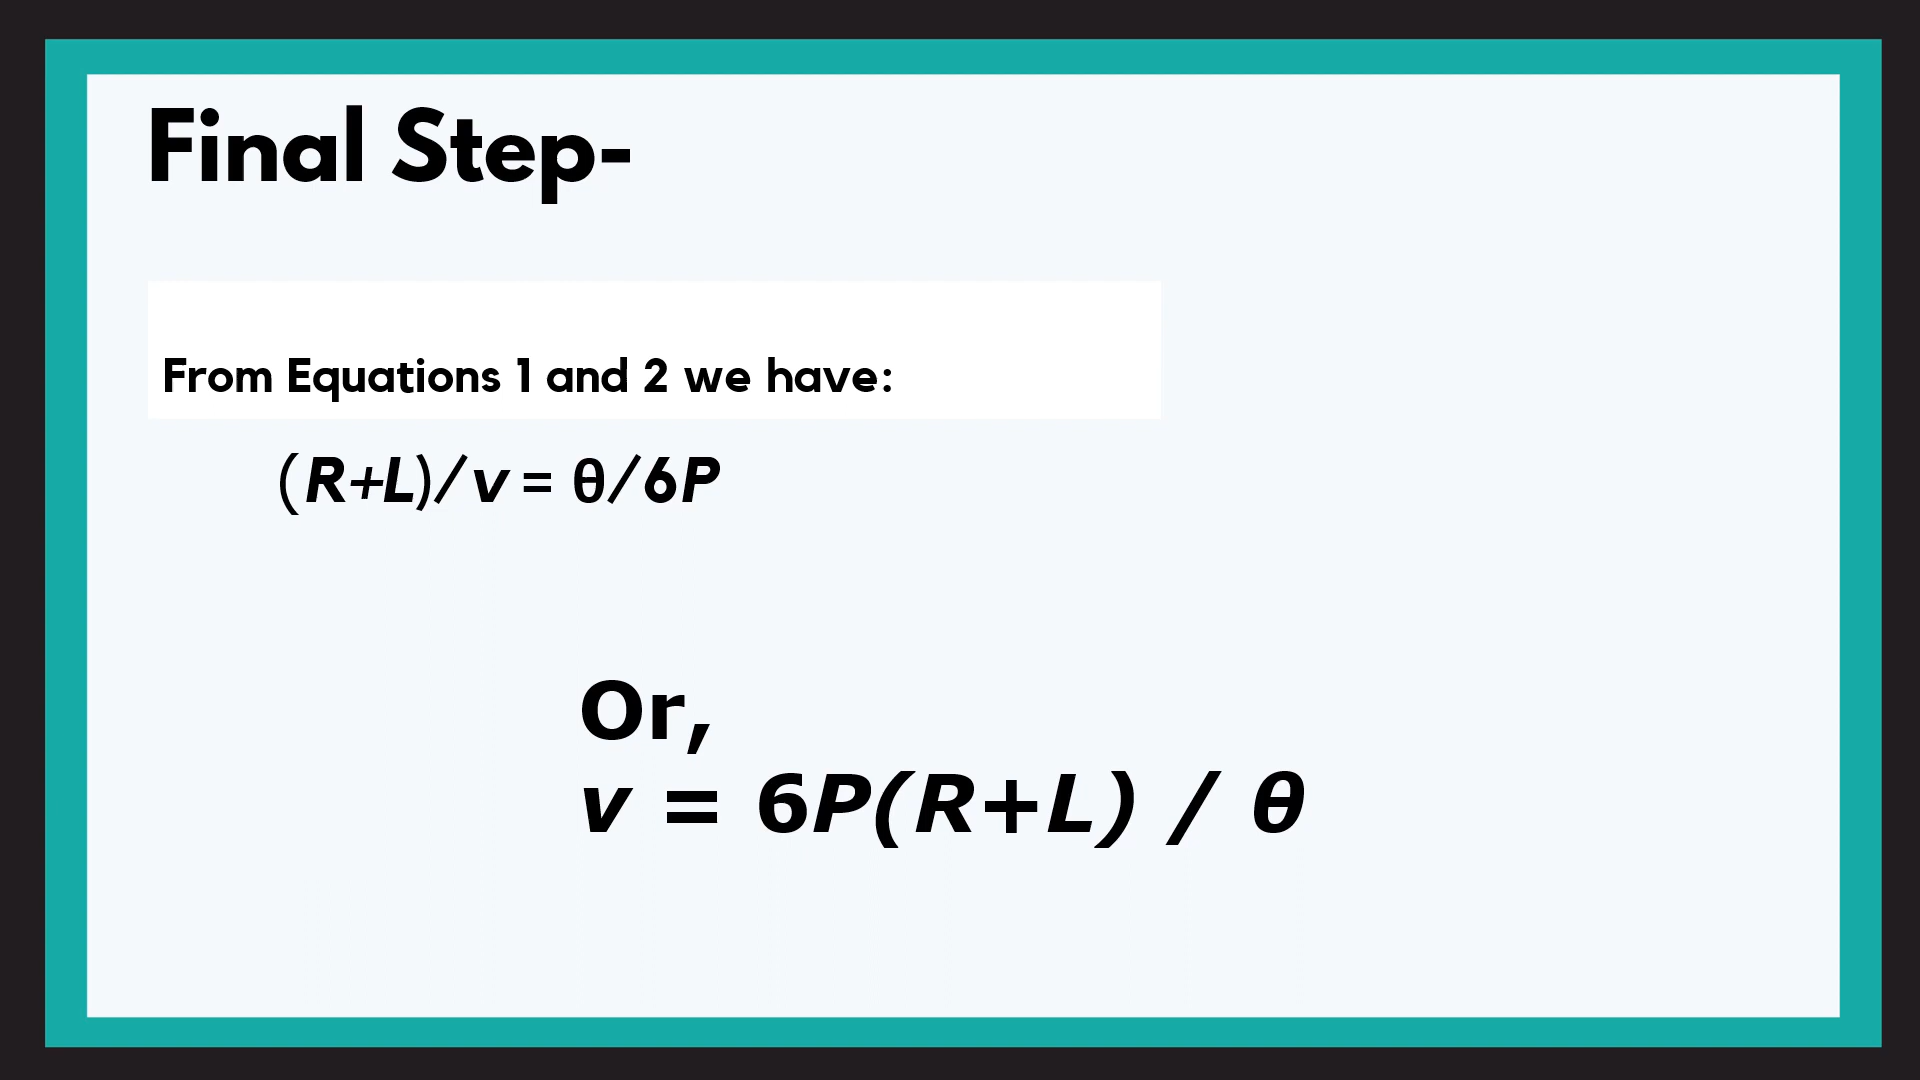 Final Step-
From Equations 1 and 2 we have:
(R+L)/v = θ/6P
Or,
v = 6P(R+L) / θ